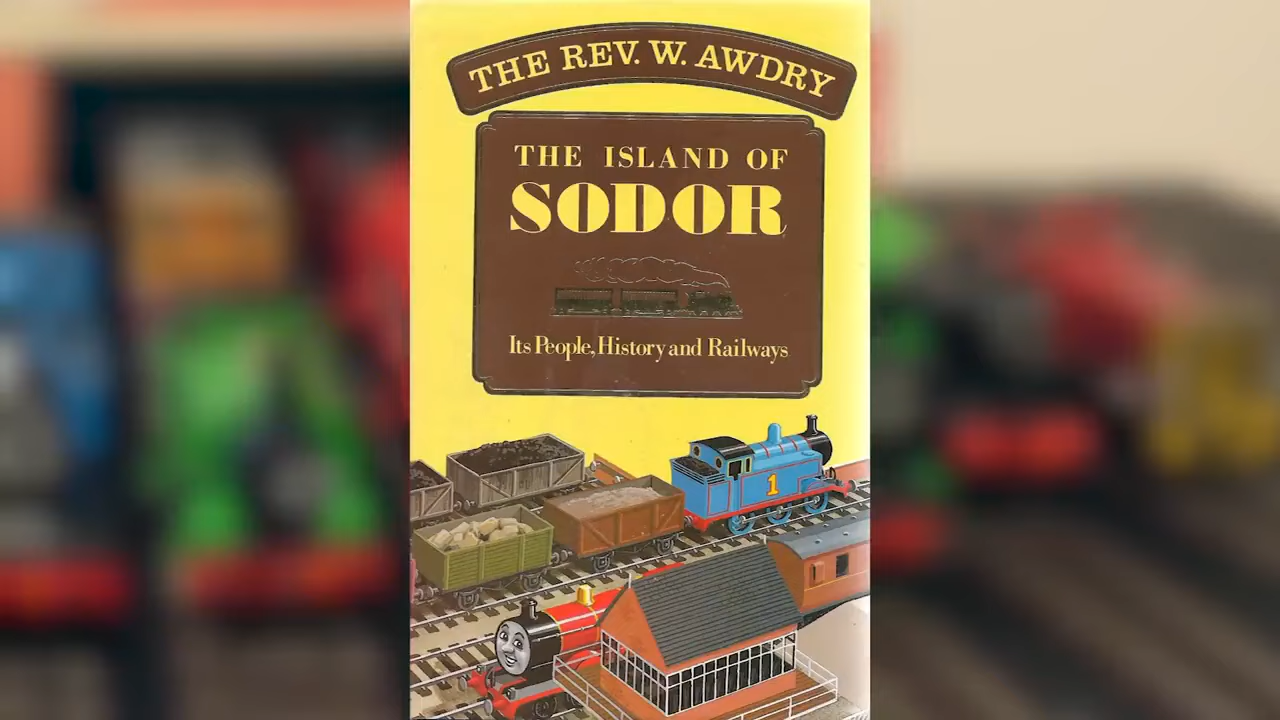 THE REV. W. AWDRY
THE ISLAND OF
SODOR
Its People, History and Railways
1